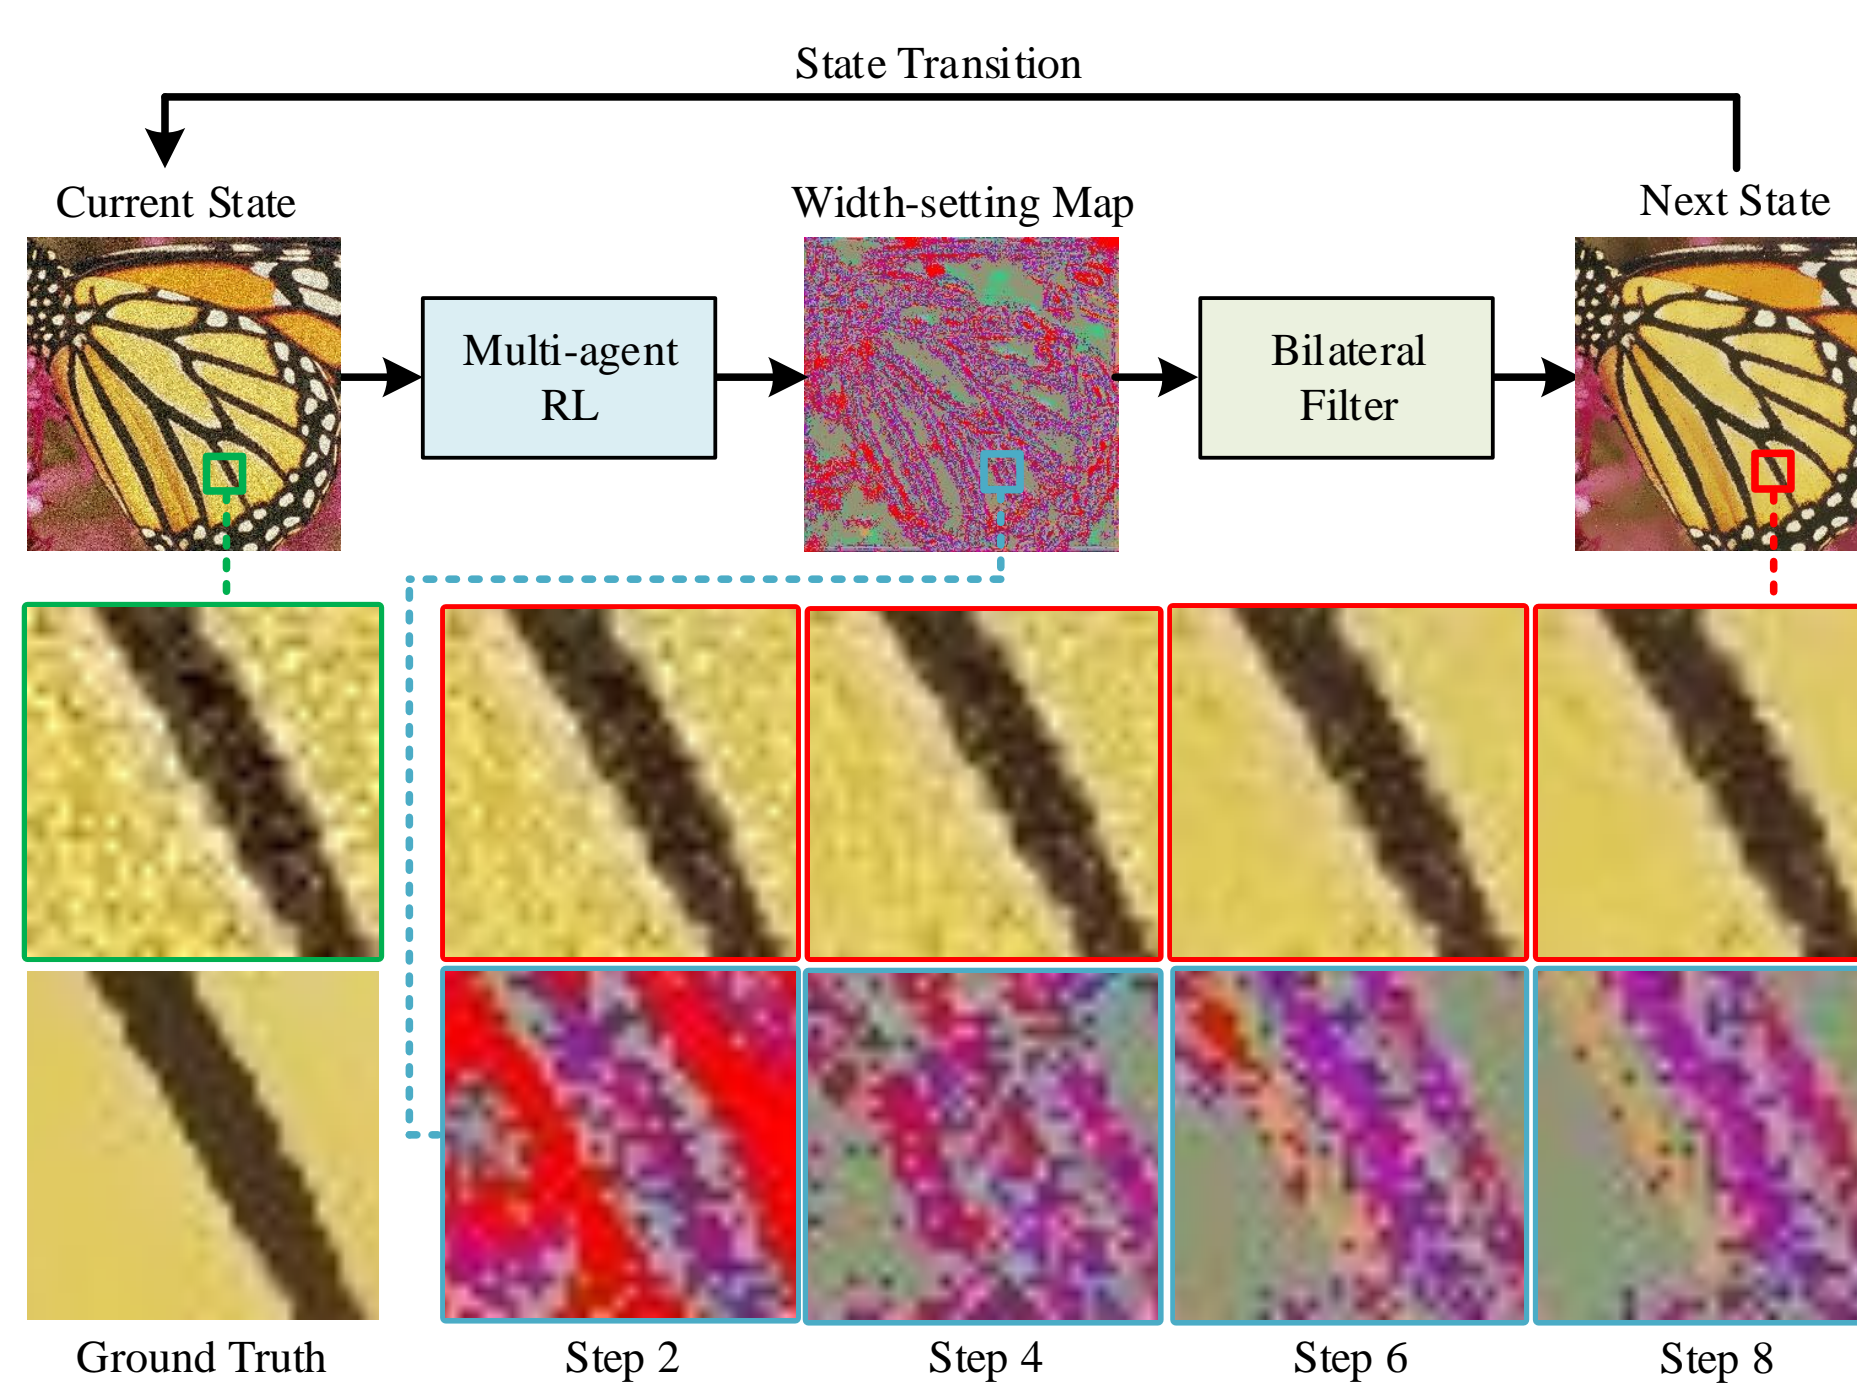 State Transition
Current State
Width-setting Map
Next State
Multi-agent
RL
Bilateral
Filter
Ground Truth
Step 2
Step 4
Step 6
Step 8